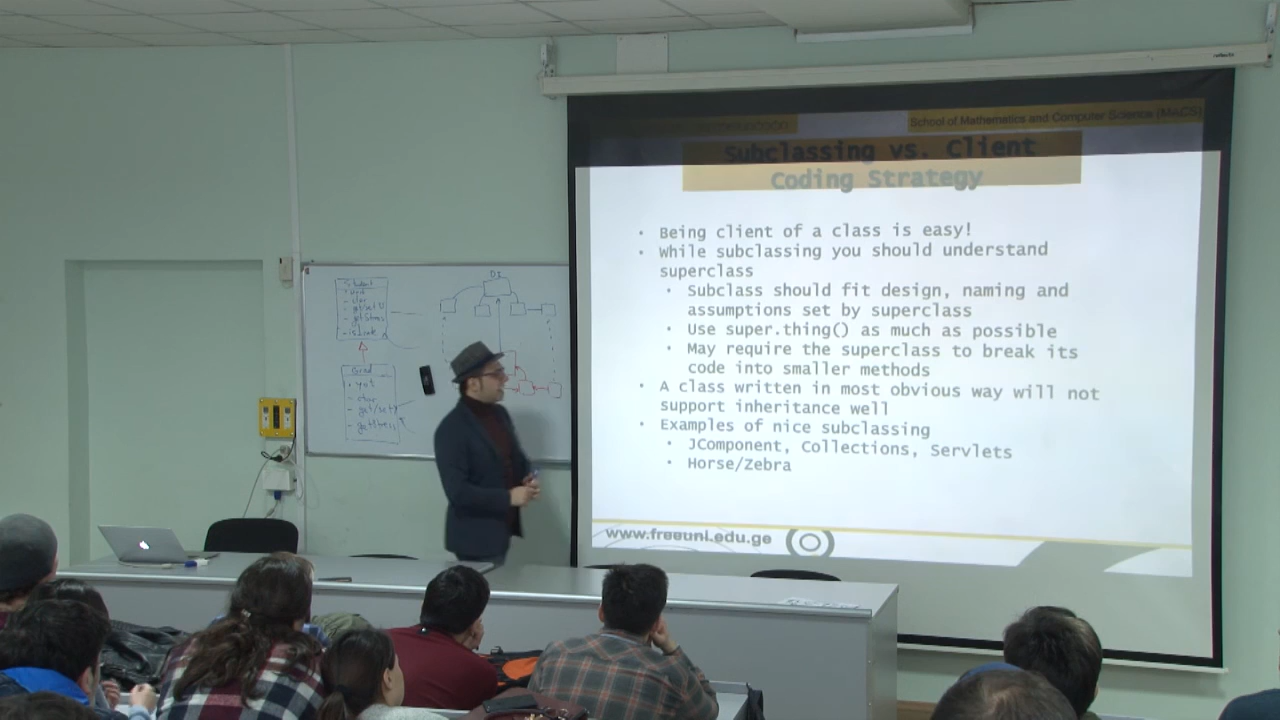 School of Mathematics and Computer Science (MACS)
Subclassing vs. Client
Coding Strategy
• Being client of a class is easy!
• While subclassing you should understand
superclass
• Subclass should fit design, naming and
assumptions set by superclass
• Use super.thing() as much as possible
• May require the superclass to break its
code into smaller methods
• A class written in most obvious way will not
support inheritance well
• Examples of nice subclassing
• JComponent, Collections, Servlets
• Horse/Zebra
www.freeuni.edu.ge
Student
Grad